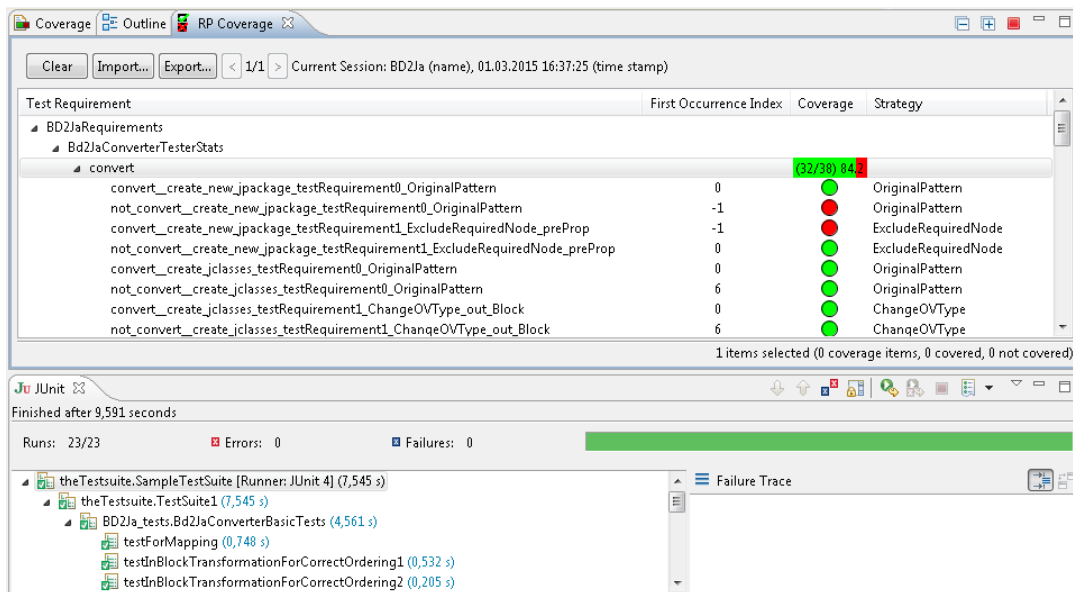 Coverage Outline RP Coverage
Clear Import... Export... < 1/1 > Current Session: BD2Ja (name), 01.03.2015 16:37:25 (time stamp)
Test Requirement First Occurrence Index Coverage Strategy
BD2JaRequirements
Bd2JaConverterTesterStats
convert (32/38) 84.2
convert__create_new_jpackage_testRequirement0_OriginalPattern 0 OriginalPattern
not_convert__create_new_jpackage_testRequirement0_OriginalPattern -1 OriginalPattern
convert__create_new_jpackage_testRequirement1_ExcludeRequiredNode_preProp -1 ExcludeRequiredNode
not_convert__create_new_jpackage_testRequirement1_ExcludeRequiredNode_preProp 0 ExcludeRequiredNode
convert__create_jclasses_testRequirement0_OriginalPattern 0 OriginalPattern
not_convert__create_jclasses_testRequirement0_OriginalPattern 6 OriginalPattern
convert__create_jclasses_testRequirement1_ChangeOVType_out_Block 0 ChangeOVType
not_convert__create_jclasses_testRequirement1_ChangeOVType_out_Block 6 ChangeOVType
1 items selected (0 coverage items, 0 covered, 0 not covered)
JU JUnit
Finished after 9,591 seconds
Runs: 23/23 Errors: 0 Failures: 0
theTestsuite.SampleTestSuite [Runner: JUnit 4] (7,545 s) Failure Trace
theTestsuite.TestSuite1 (7,545 s)
BD2Ja_tests.Bd2JaConverterBasicTests (4,561 s)
testForMapping (0,748 s)
testInBlockTransformationForCorrectOrdering1 (0,532 s)
testInBlockTransformationForCorrectOrdering2 (0,205 s)